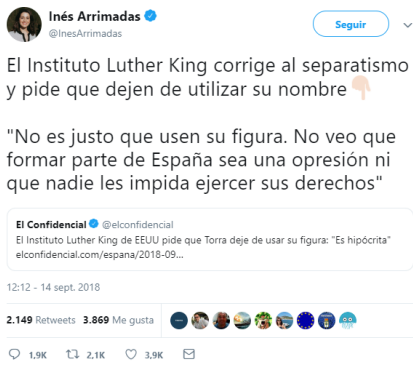 Inés Arrimadas
@InesArrimadas
Seguir
El Instituto Luther King corrige al separatismo
y pide que dejen de utilizar su nombre👇🏻
"No es justo que usen su figura. No veo que
formar parte de España sea una opresión ni
que nadie les impida ejercer sus derechos"
El Confidencial @elconfidencial
El Instituto Luther King de EEUU pide que Torra deje de usar su figura: "Es hipócrita"
elconfidencial.com/espana/2018-09...
12:12 - 14 sept. 2018
2.149 Retweets 3.869 Me gusta
1,9K 2,1K 3,9K